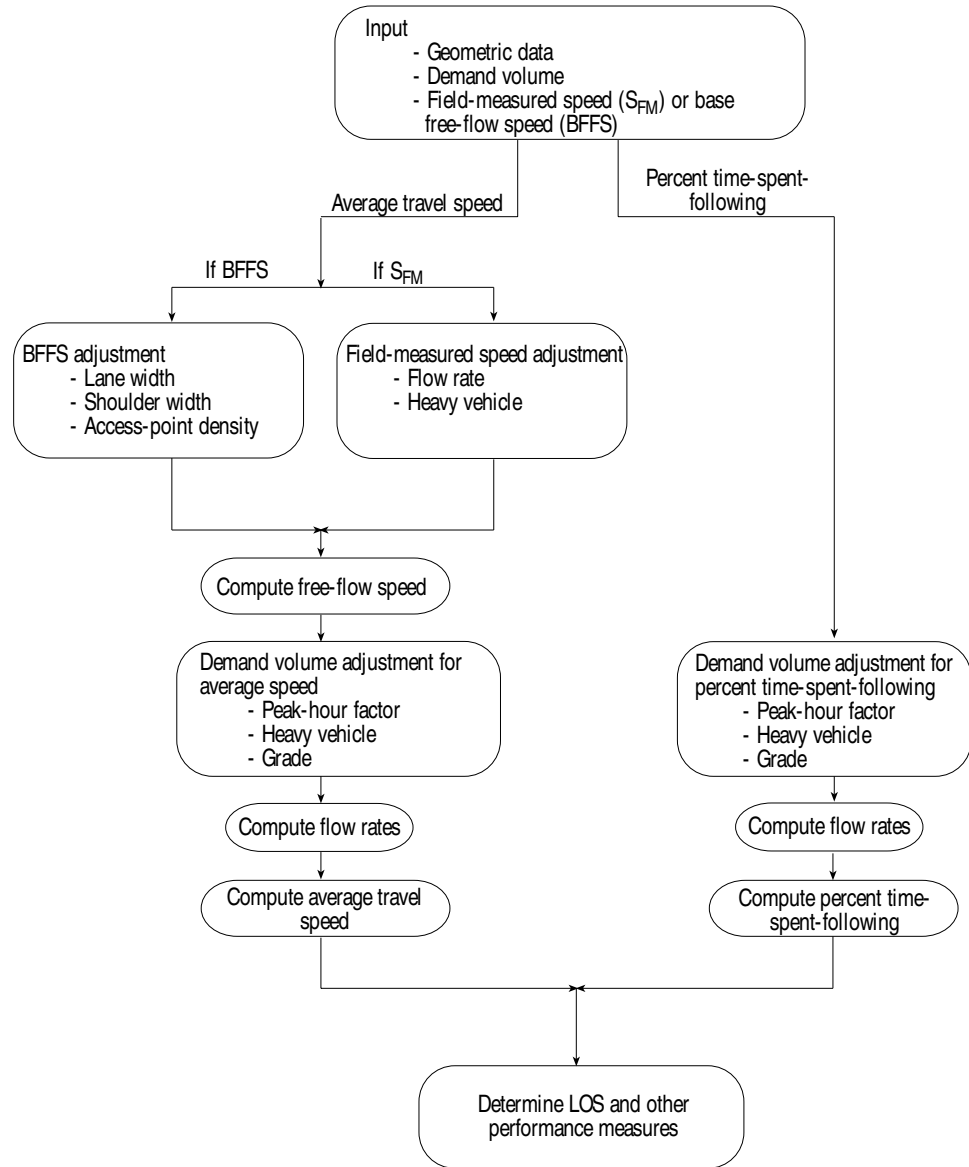 Input
- Geometric data
- Demand volume
- Field-measured speed (SFM) or base
free-flow speed (BFFS)
Average travel speed
Percent time-spent-
following
If BFFS
If SFM
BFFS adjustment
- Lane width
- Shoulder width
- Access-point density
Field-measured speed adjustment
- Flow rate
- Heavy vehicle
Compute free-flow speed
Demand volume adjustment for
average speed
- Peak-hour factor
- Heavy vehicle
- Grade
Demand volume adjustment for
percent time-spent-following
- Peak-hour factor
- Heavy vehicle
- Grade
Compute flow rates
Compute flow rates
Compute average travel
speed
Compute percent time-
spent-following
Determine LOS and other
performance measures